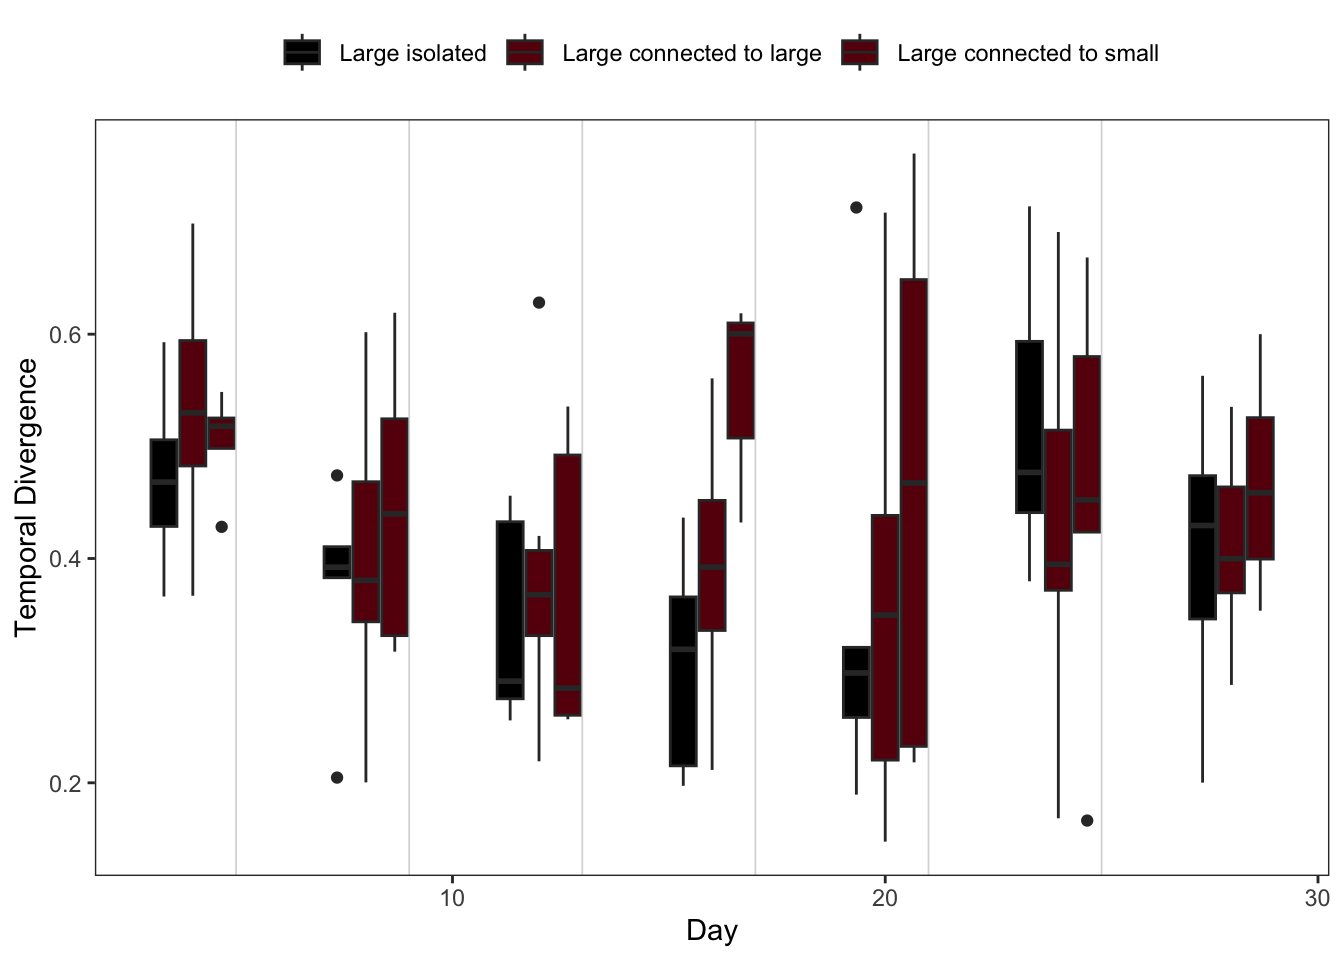 Large isolated Large connected to large Large connected to small
Temporal Divergence
0.6
0.4
0.2
10 20 30
Day